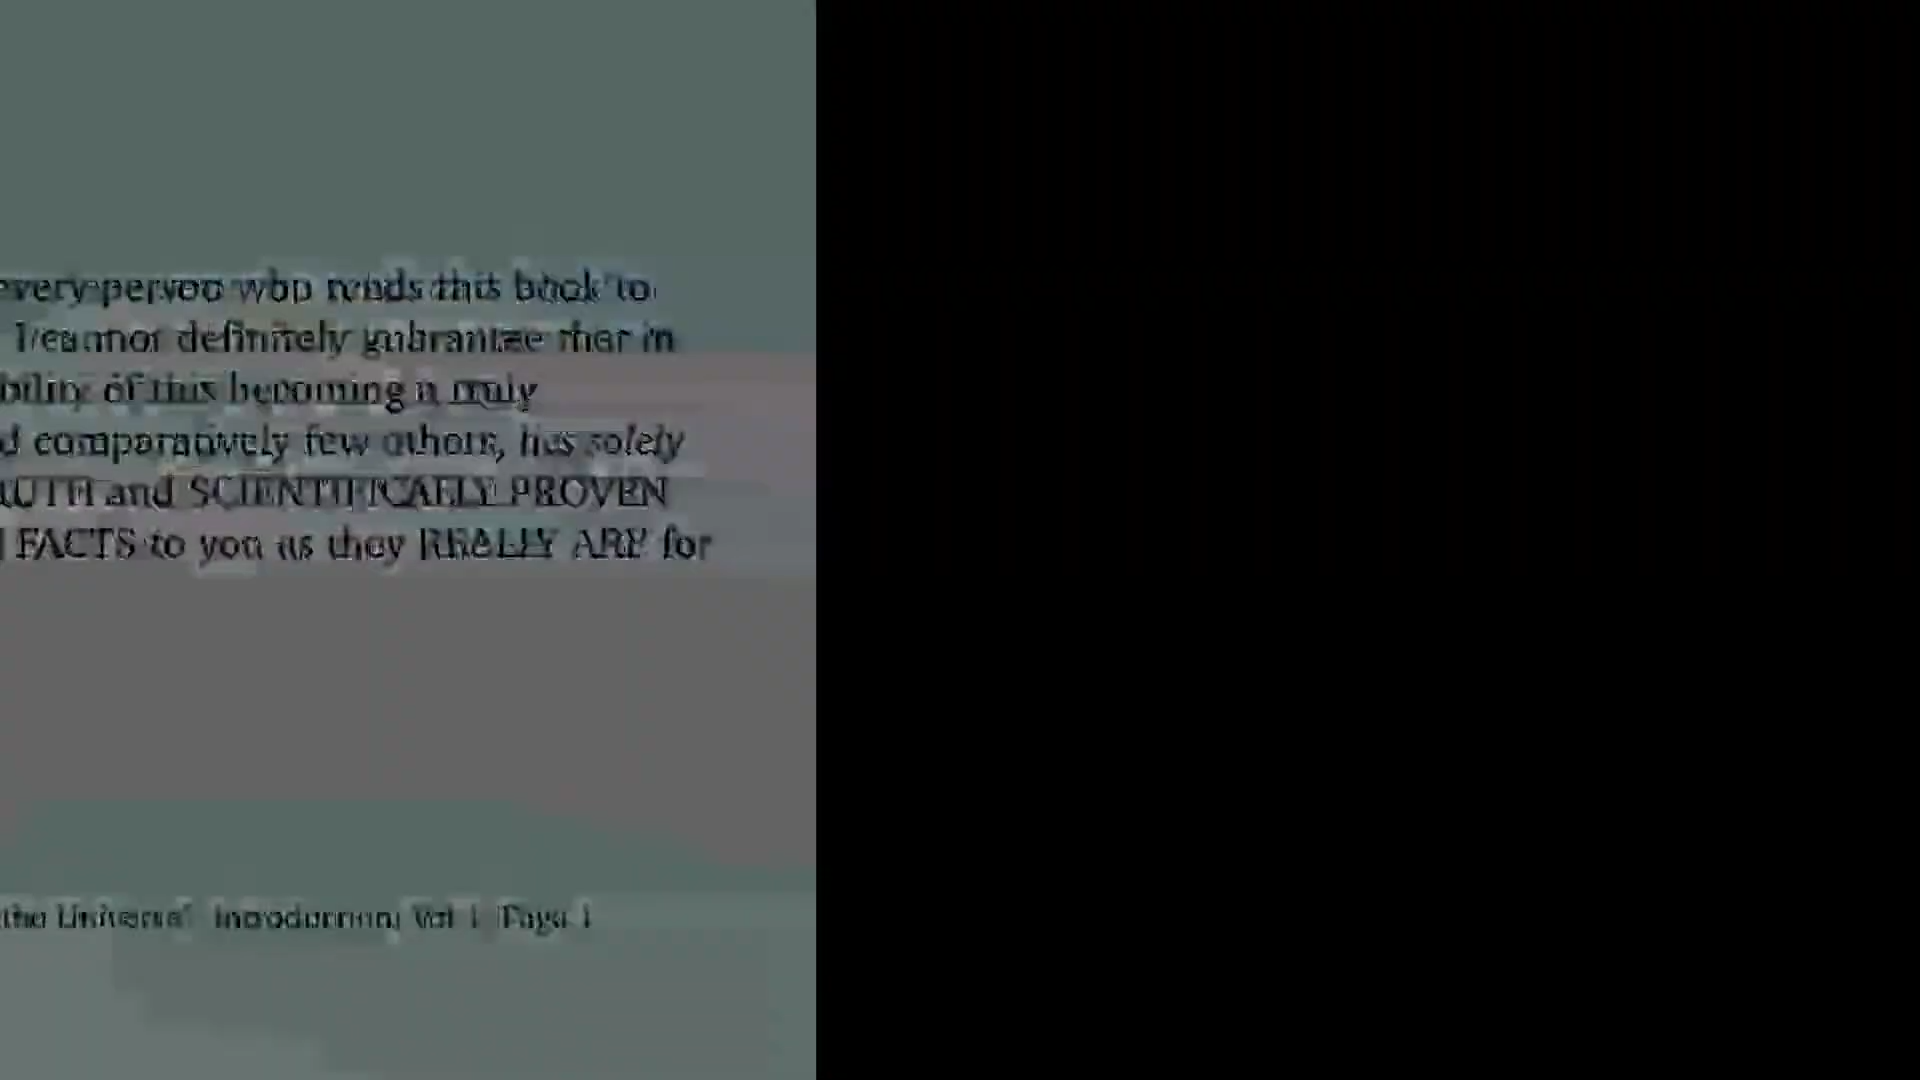 every person who reads this book to
I cannot definitely guarantee that in
bility of this becoming a truly
d comparatively few others, lies solely
RUTH and SCIENTIFICALLY PROVEN
FACTS to you as they REALLY ARE for
the Universe" Introduction, Vol 1, Page 1